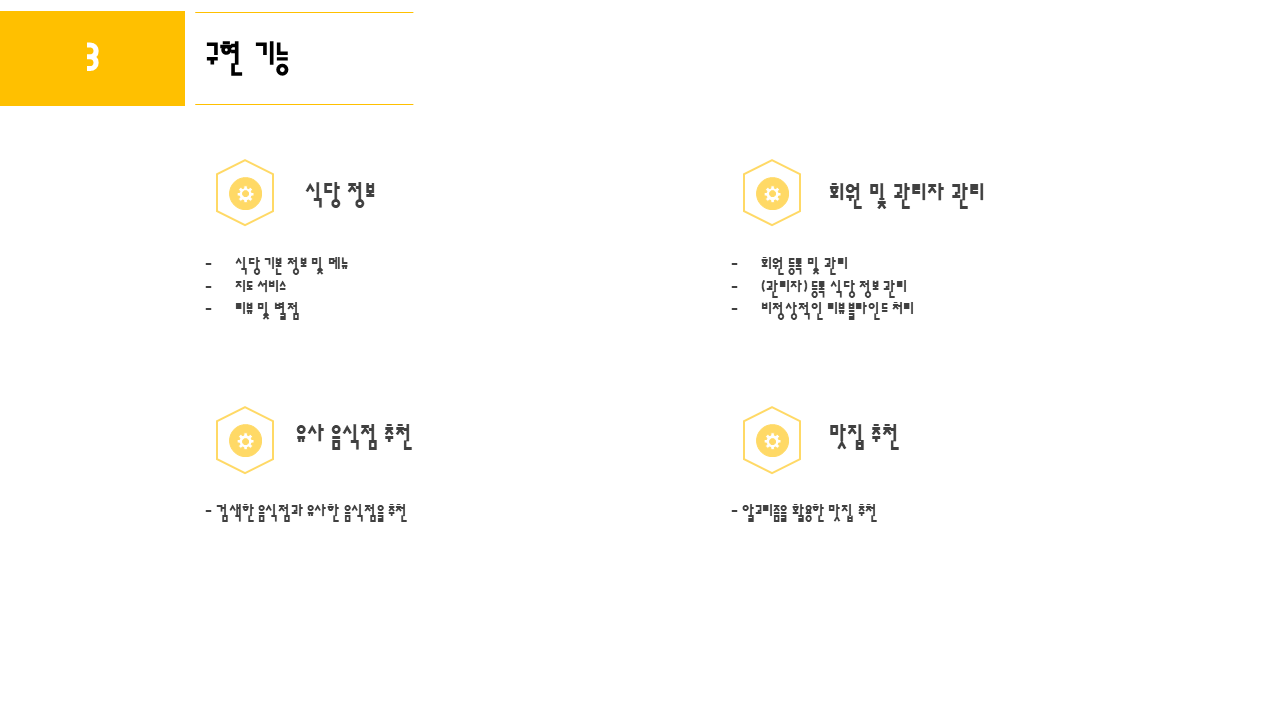 3
구현 기능
식당 정보
- 식당 기본 정보 및 메뉴
- 지도 서비스
- 리뷰 및 별점
회원 및 관리자 관리
- 회원 등록 및 관리
- (관리자) 등록 식당 정보 관리
- 비정상적인 리뷰블라인드 처리
유사 음식점 추천
- 검색한 음식점과 유사한 음식점을 추천
맛집 추천
- 알고리즘을 활용한 맛집 추천